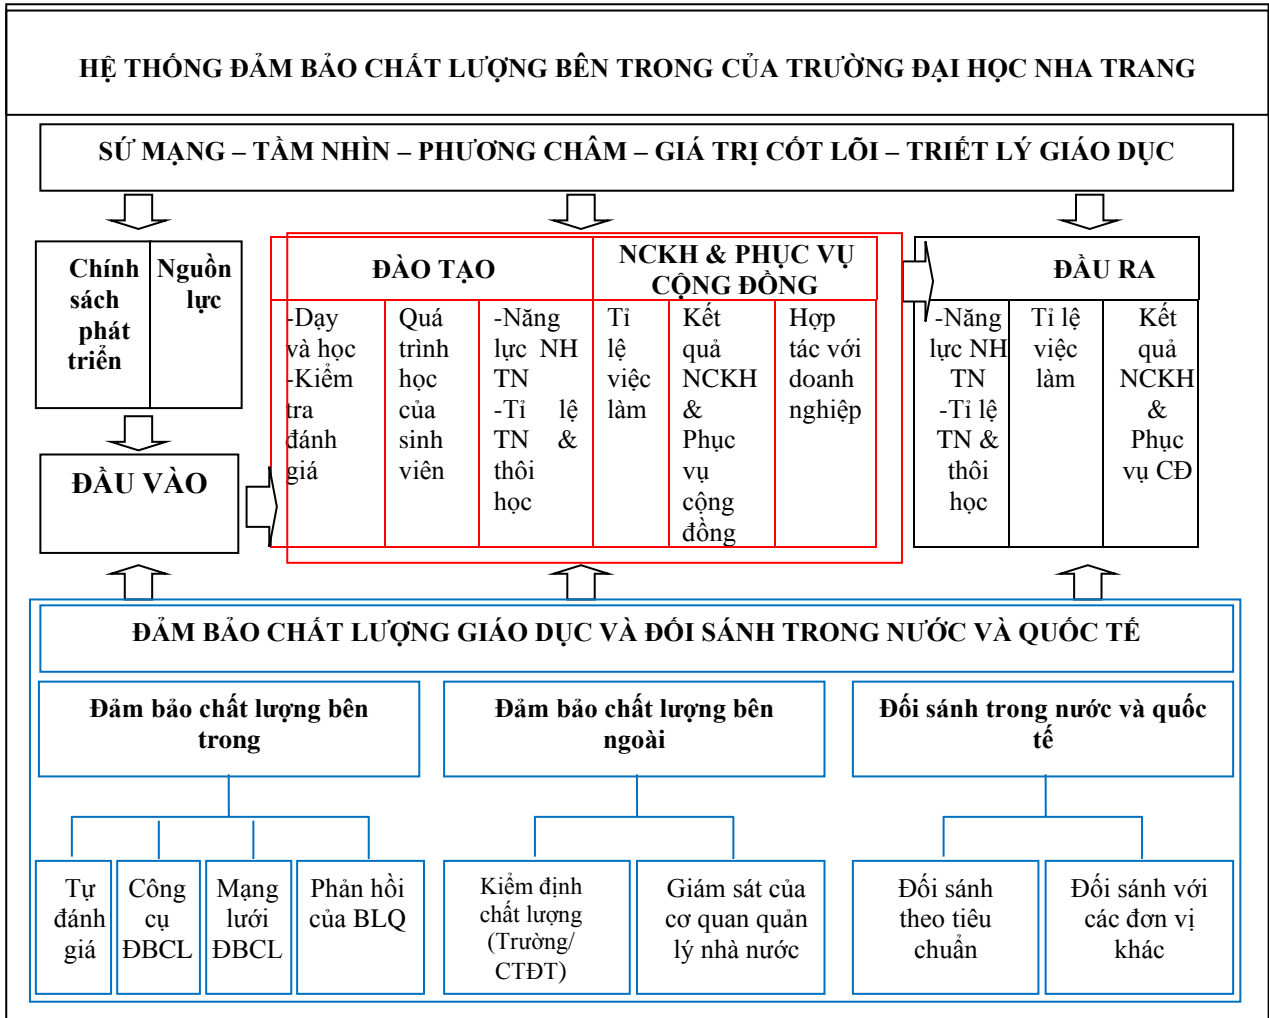 HỆ THỐNG ĐẢM BẢO CHẤT LƯỢNG BÊN TRONG CỦA TRƯỜNG ĐẠI HỌC NHA TRANG
SỨ MẠNG – TẦM NHÌN – PHƯƠNG CHÂM – GIÁ TRỊ CỐT LÕI – TRIẾT LÝ GIÁO DỤC
Chính
sách
phát
triển
Nguồn
lực
ĐẦU VÀO
ĐÀO TẠO
-Dạy
và học
-Kiểm
tra
đánh
giá
Quá
trình
học
của
sinh
viên
-Năng
lực NH
TN
-Tỉ lệ
TN &
thôi
học
NCKH & PHỤC VỤ
CỘNG ĐỒNG
Tỉ
lệ
việc
làm
Kết
quả
NCKH
&
Phục
vụ
cộng
đồng
Hợp
tác với
doanh
nghiệp
ĐẦU RA
-Năng
lực NH
TN
-Tỉ lệ
TN &
thôi
học
Tỉ lệ
việc
làm
Kết
quả
NCKH
&
Phục
vụ CĐ
ĐẢM BẢO CHẤT LƯỢNG GIÁO DỤC VÀ ĐỐI SÁNH TRONG NƯỚC VÀ QUỐC TẾ
Đảm bảo chất lượng bên
trong
Tự
đánh
giá
Công
cụ
ĐBCL
Mạng
lưới
ĐBCL
Phản hồi
của BLQ
Đảm bảo chất lượng bên
ngoài
Kiểm định
chất lượng
(Trường/
CTĐT)
Giám sát của
cơ quan quản
lý nhà nước
Đối sánh trong nước và quốc
tế
Đối sánh
theo tiêu
chuẩn
Đối sánh với
các đơn vị
khác